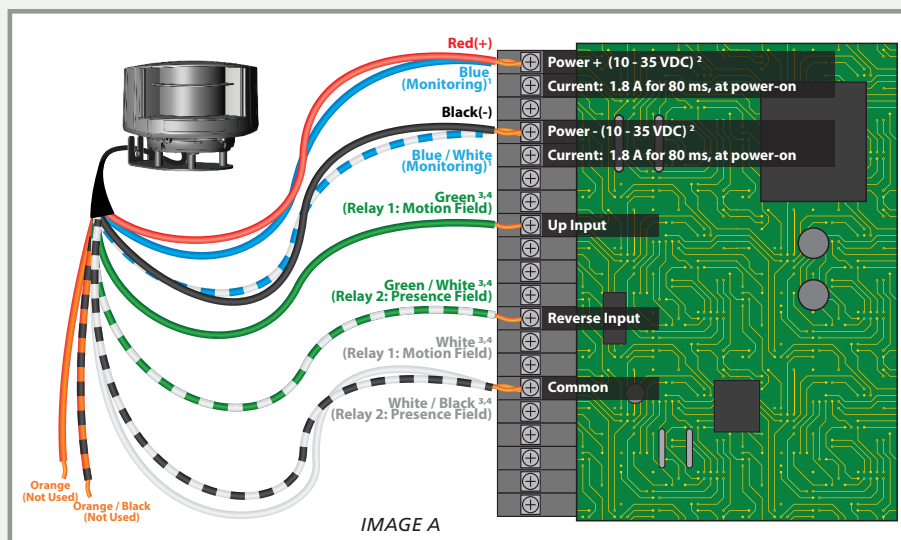 Red(+)
Blue
(Monitoring)¹
Black(-)
Blue / White
(Monitoring)¹
Green ³,⁴
(Relay 1: Motion Field)
Green / White ³,⁴
(Relay 2: Presence Field)
White ³,⁴
(Relay 1: Motion Field)
White / Black ³,⁴
(Relay 2: Presence Field)
Power + (10 - 35 VDC) ²
Current: 1.8 A for 80 ms, at power-on
Power - (10 - 35 VDC) ²
Current: 1.8 A for 80 ms, at power-on
Up Input
Reverse Input
Common
Orange
(Not Used)
Orange / Black
(Not Used)
IMAGE A